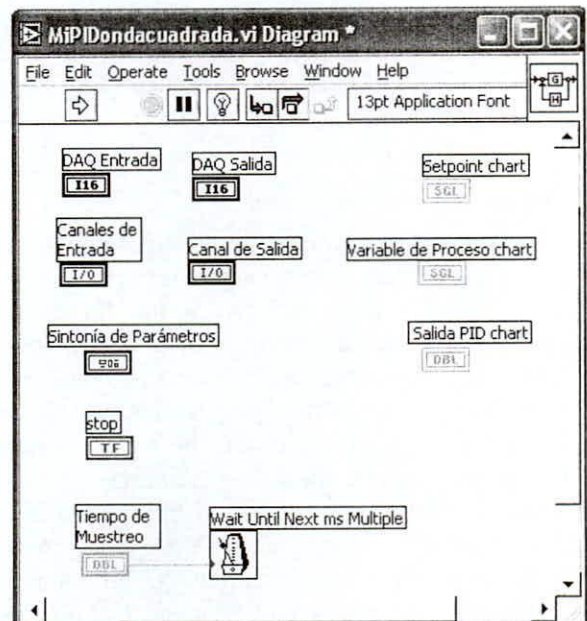 MiPIDondacuadrada.vi Diagram *
File Edit Operate Tools Browse Window Help
13pt Application Font
G
H
DAQ Entrada
I16
DAQ Salida
I16
Setpoint chart
SGL
Canales de
Entrada
I/O
Canal de Salida
I/O
Variable de Proceso chart
SGL
Sintonía de Parámetros
Salida PID chart
DBL
stop
TF
Tiempo de
Muestreo
DBL
Wait Until Next ms Multiple